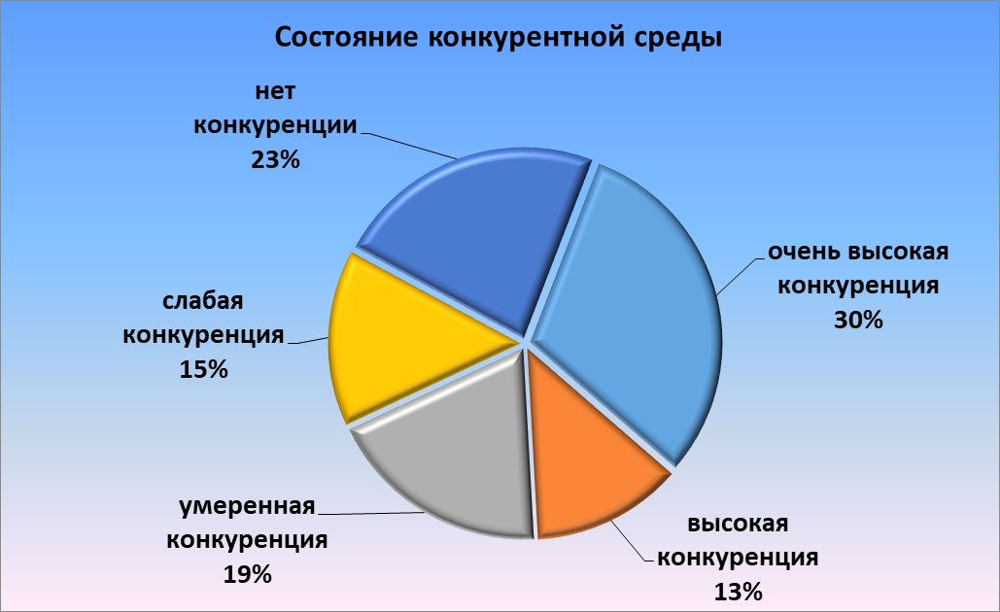 Состояние конкурентной среды
нет
конкуренции
23%
очень высокая
конкуренция
30%
слабая
конкуренция
15%
умеренная
конкуренция
19%
высокая
конкуренция
13%